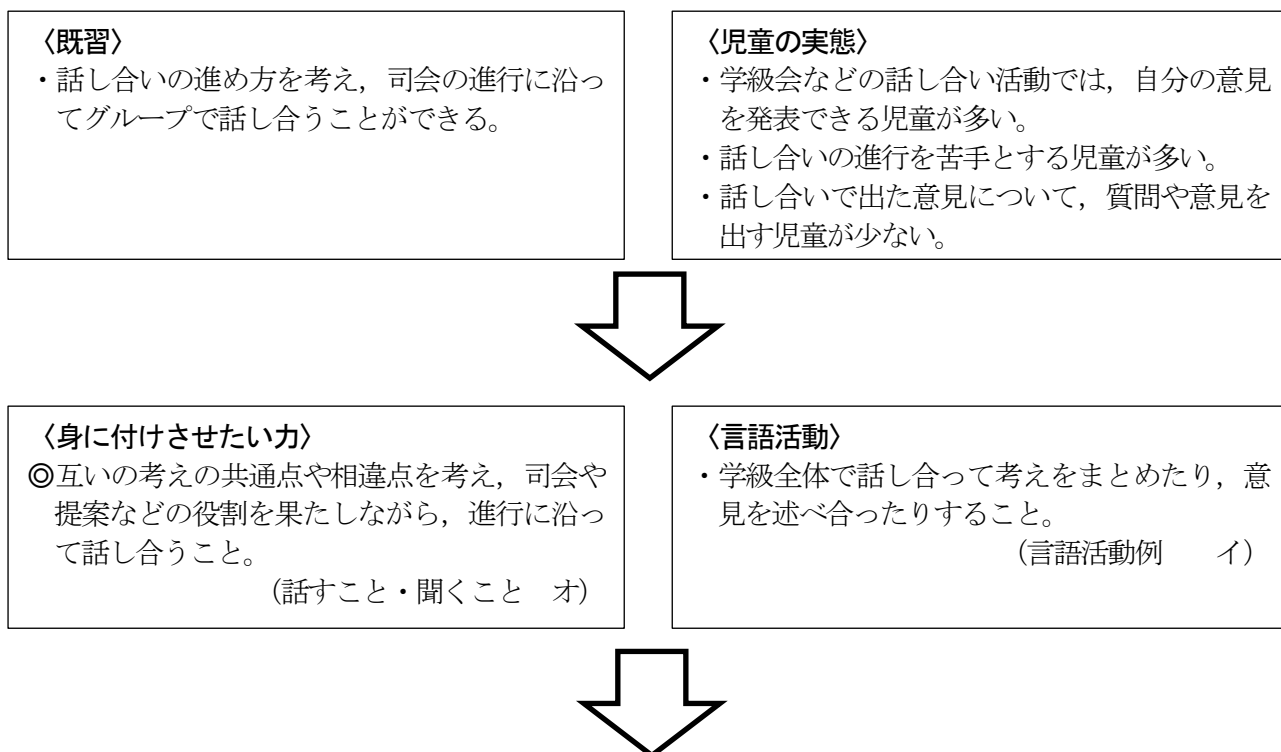 〈既習〉
・話し合いの進め方を考え，司会の進行に沿っ
てグループで話し合うことができる。
〈児童の実態〉
・学級会などの話し合い活動では，自分の意見
を発表できる児童が多い。
・話し合いの進行を苦手とする児童が多い。
・話し合いで出た意見について，質問や意見を
出す児童が少ない。
〈身に付けさせたい力〉
◎互いの考えの共通点や相違点を考え，司会や
提案などの役割を果たしながら，進行に沿っ
て話し合うこと。
（話すこと・聞くこと　オ）
〈言語活動〉
・学級全体で話し合って考えをまとめたり，意
見を述べ合ったりすること。
（言語活動例　　イ）